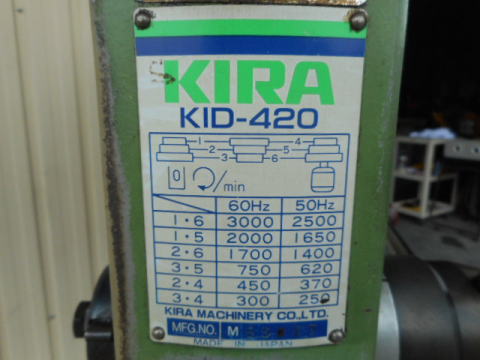 KIRA
KID-420
1 4
2 5
3 6
0 /min
60Hz 50Hz
1・6 3000 2500
1・5 2000 1650
2・6 1700 1400
3・5 750 620
2・4 450 370
3・4 300 250
KIRA MACHINERY CO.,LTD.
MFG.NO. M
MADE IN JAPAN